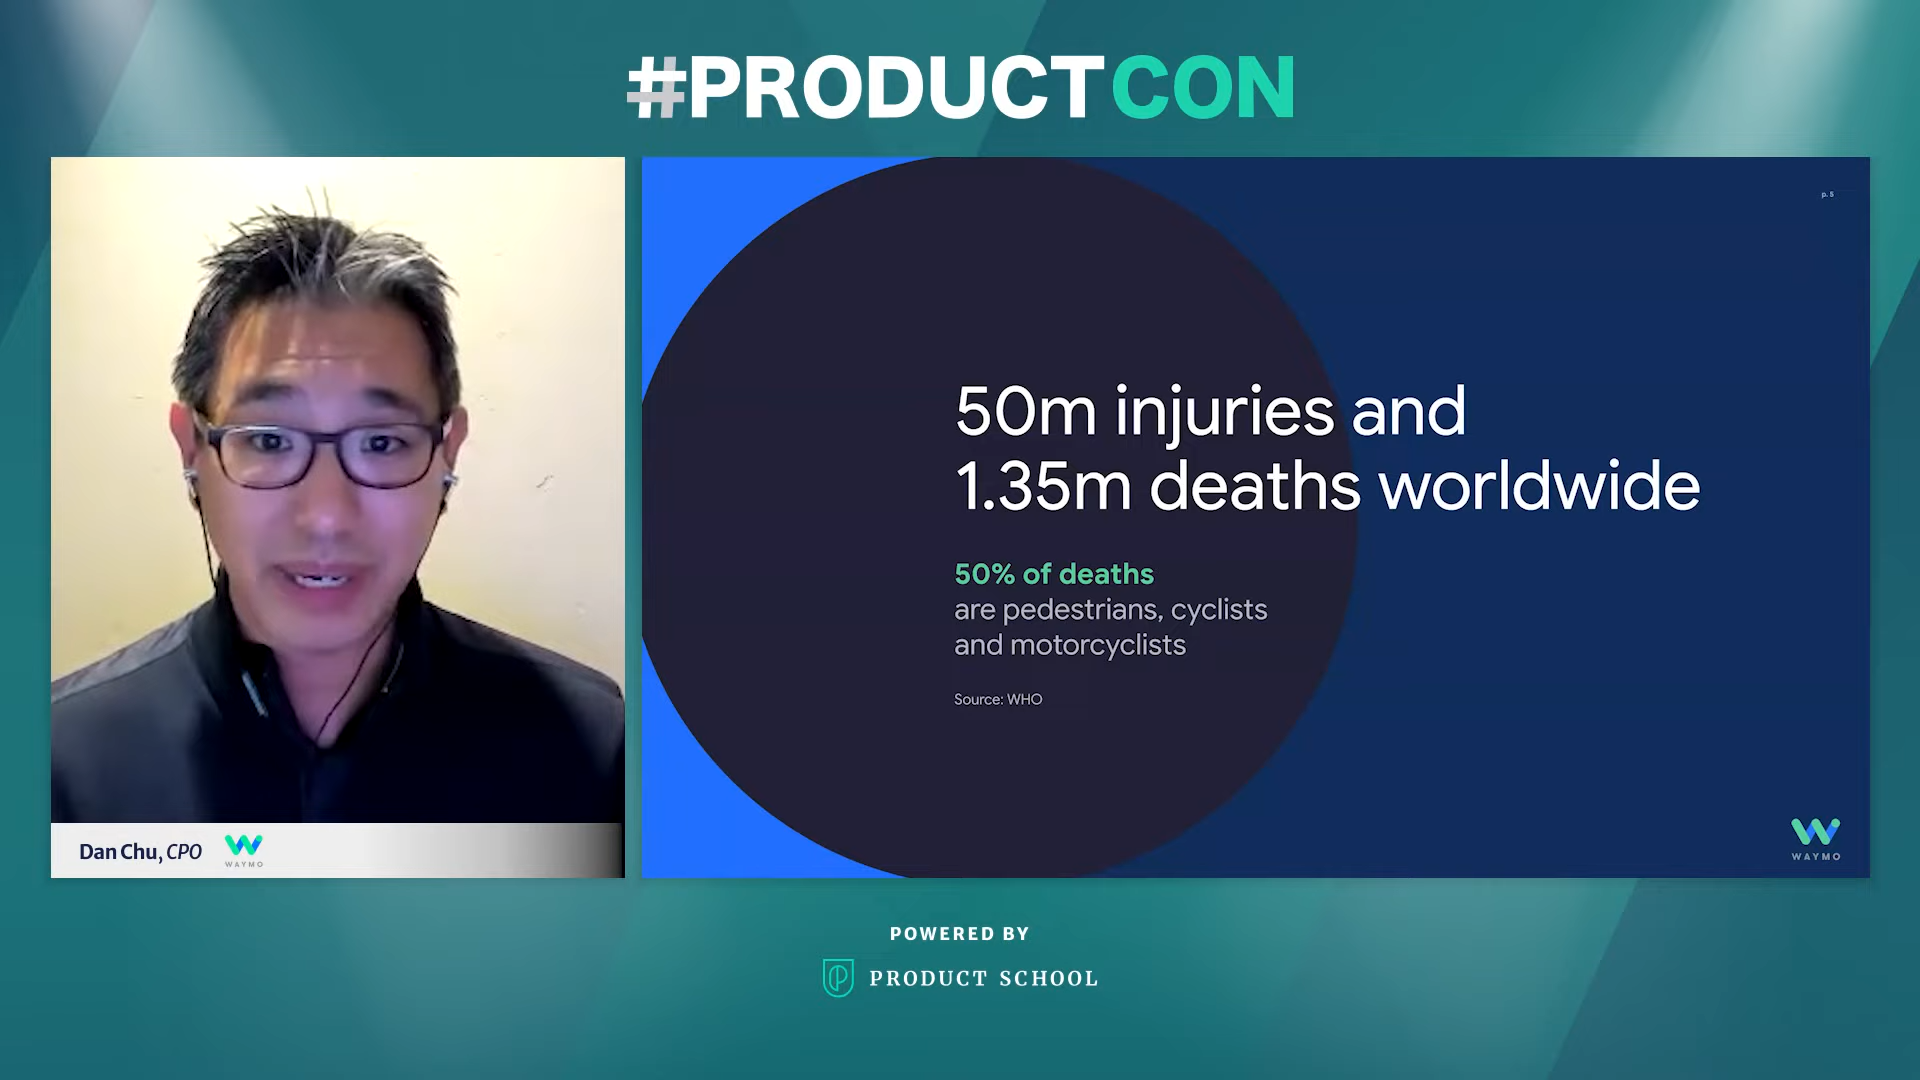 #PRODUCTCON
p. 5
50m injuries and
1.35m deaths worldwide
50% of deaths
are pedestrians, cyclists
and motorcyclists
Source: WHO
WAYMO
Dan Chu, CPO
WAYMO
POWERED BY
PRODUCT SCHOOL